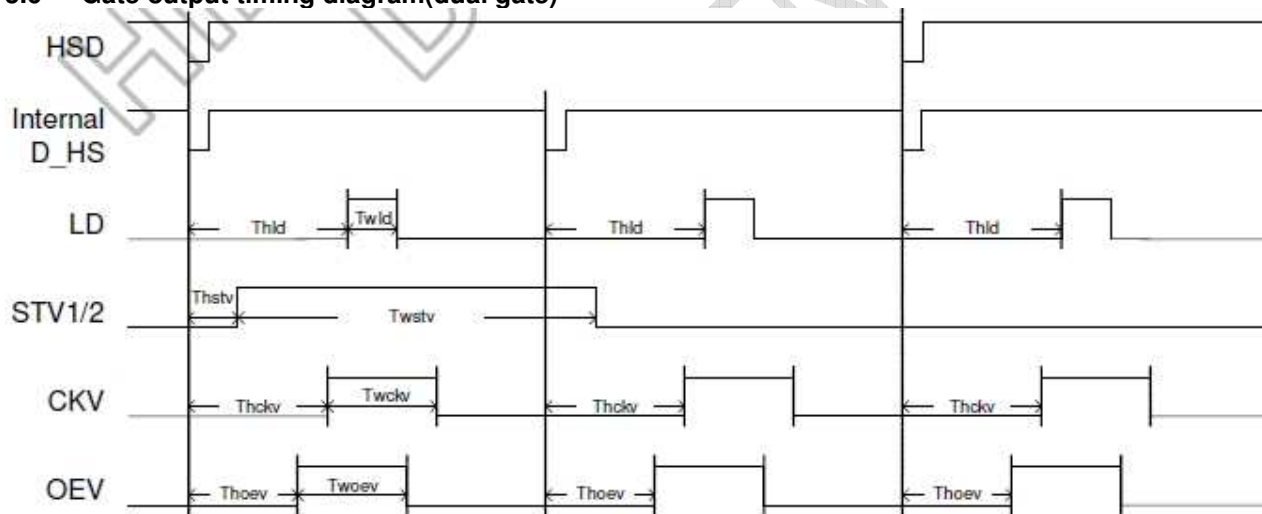 Gate output timing diagram(dual gate)
HSD
Internal
D_HS
LD
Thld
Twld
Thld
Thld
STV1/2
Thstv
Twstv
CKV
Thckv
Twckv
Thckv
Thckv
OEV
Thoev
Twoev
Thoev
Thoev